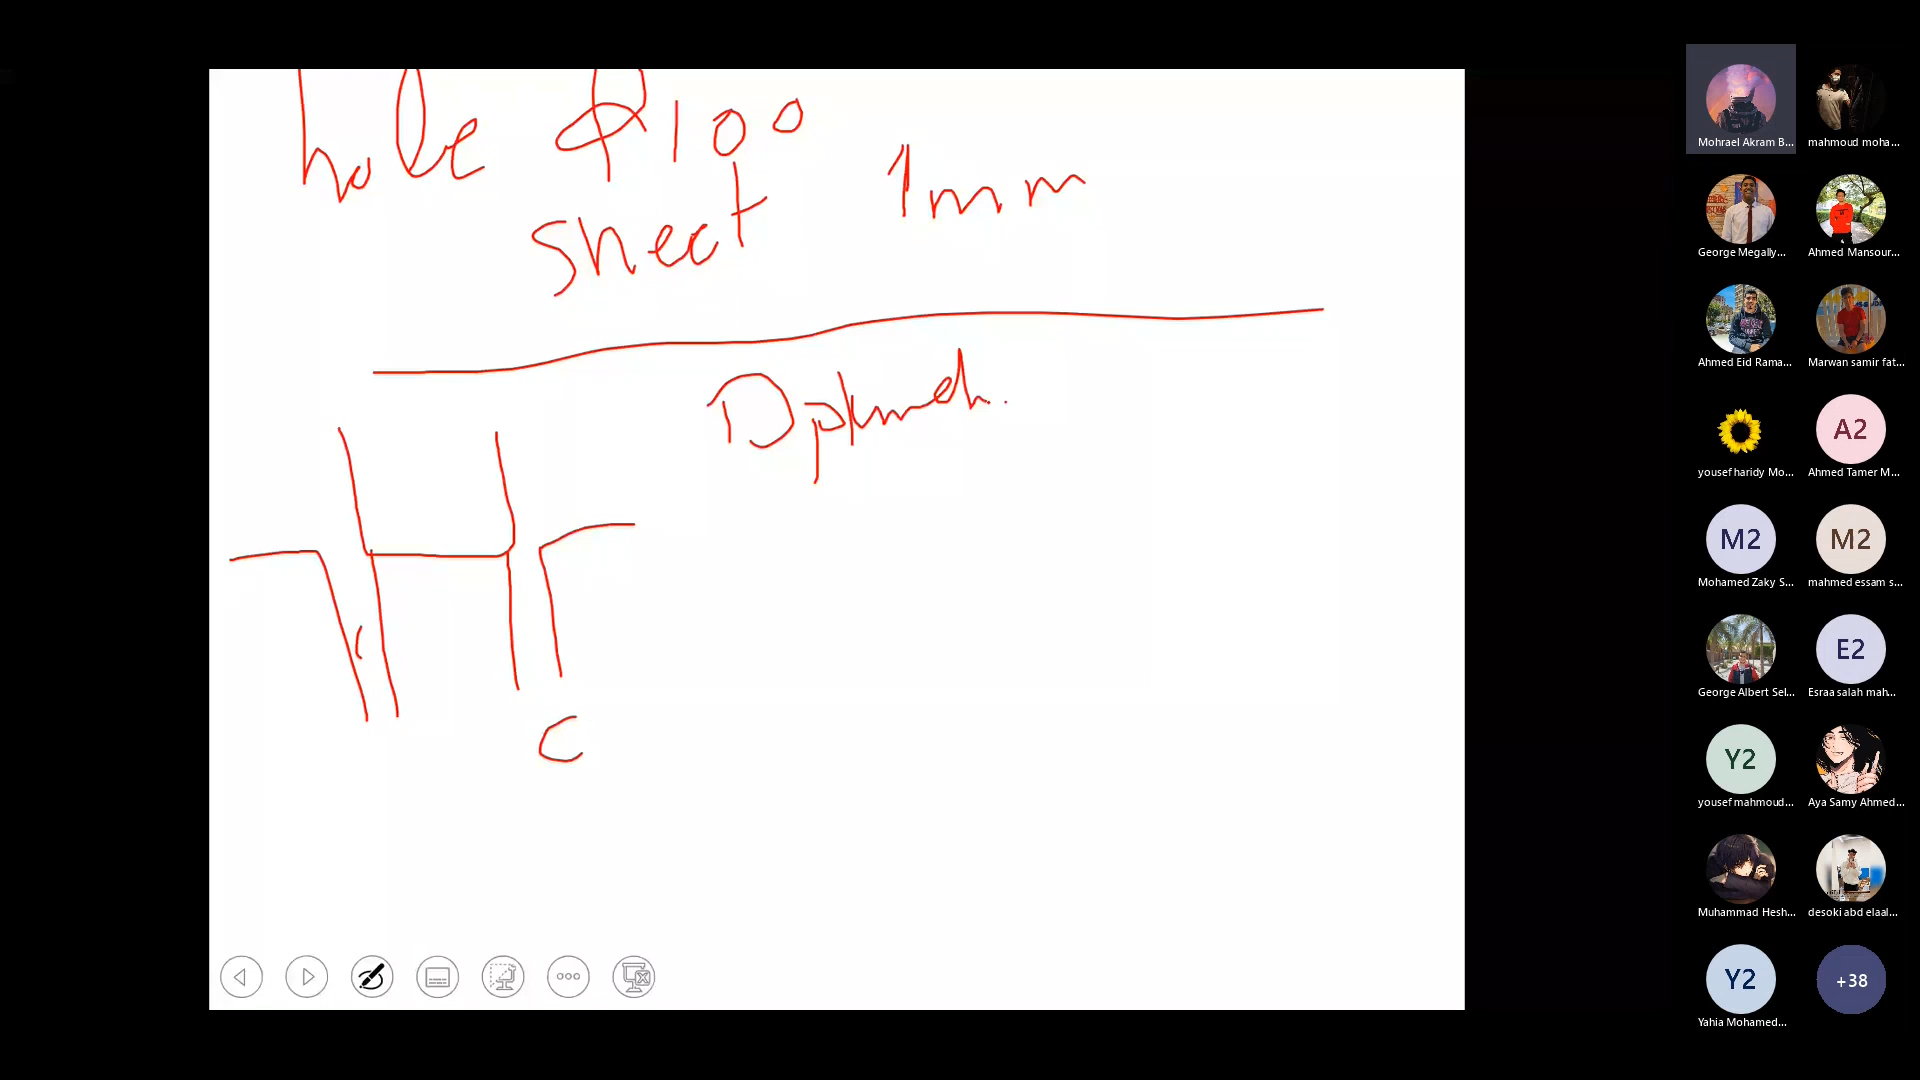 hole φ100
sheet 1mm
C
Mohrael Akram B...
mahmoud moha...
George Megally...
Ahmed Mansour...
Ahmed Eid Rama...
Marwan samir fat...
yousef haridy Mo...
A2
Ahmed Tamer M...
M2
Mohamed Zaky S...
M2
mahmed essam s...
George Albert Sel...
E2
Esraa salah mah...
Y2
yousef mahmoud...
Aya Samy Ahmed...
Muhammad Hesh...
desoki abd elaal...
Y2
Yahia Mohamed...
+38